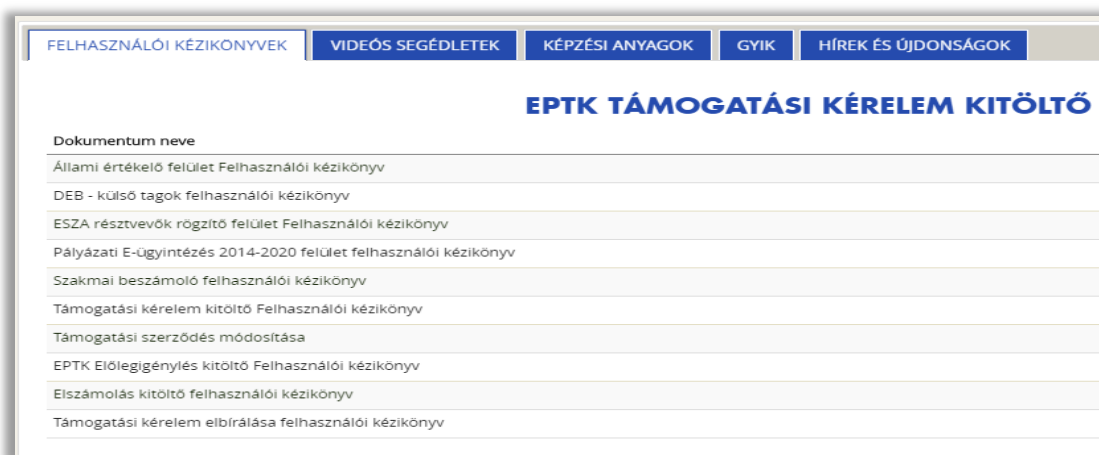 FELHASZNÁLÓI KÉZIKÖNYVEK VIDEÓS SEGÉDLETEK KÉPZÉSI ANYAGOK GYIK HÍREK ÉS ÚJDONSÁGOK
EPTK TÁMOGATÁSI KÉRELEM KITÖLTŐ
Dokumentum neve
Állami értékelő felület Felhasználói kézikönyv
DEB - külső tagok felhasználói kézikönyv
ESZA résztvevők rögzítő felület Felhasználói kézikönyv
Pályázati E-ügyintézés 2014-2020 felület felhasználói kézikönyv
Szakmai beszámoló felhasználói kézikönyv
Támogatási kérelem kitöltő Felhasználói kézikönyv
Támogatási szerződés módosítása
EPTK Előlegigénylés kitöltő Felhasználói kézikönyv
Elszámolás kitöltő felhasználói kézikönyv
Támogatási kérelem elbírálása felhasználói kézikönyv